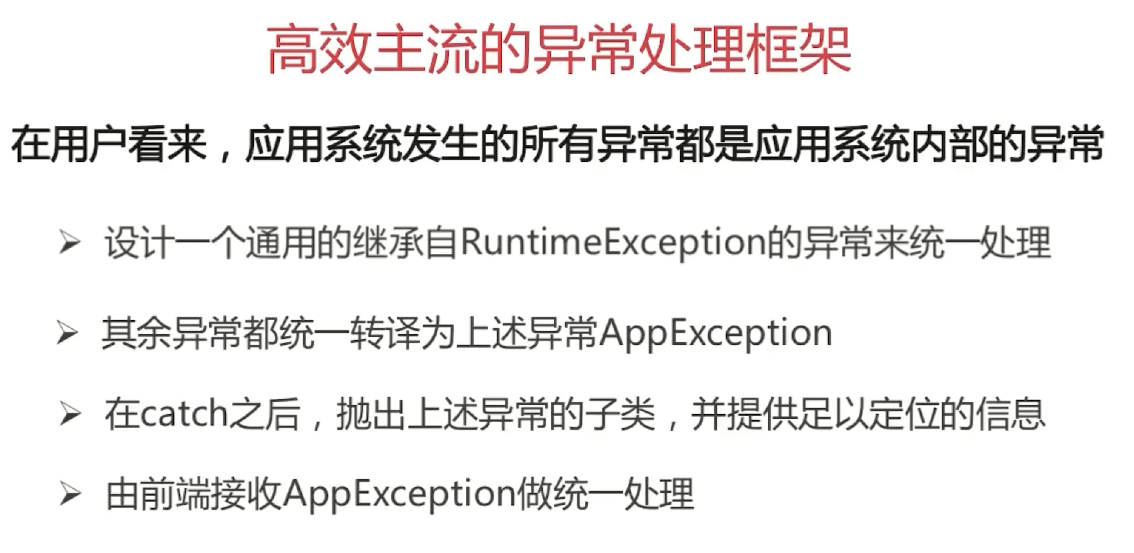 高效主流的异常处理框架
在用户看来，应用系统发生的所有异常都是应用系统内部的异常
➢ 设计一个通用的继承自RuntimeException的异常来统一处理
➢ 其余异常都统一转译为上述异常AppException
➢ 在catch之后，抛出上述异常的子类，并提供足以定位的信息
➢ 由前端接收AppException做统一处理